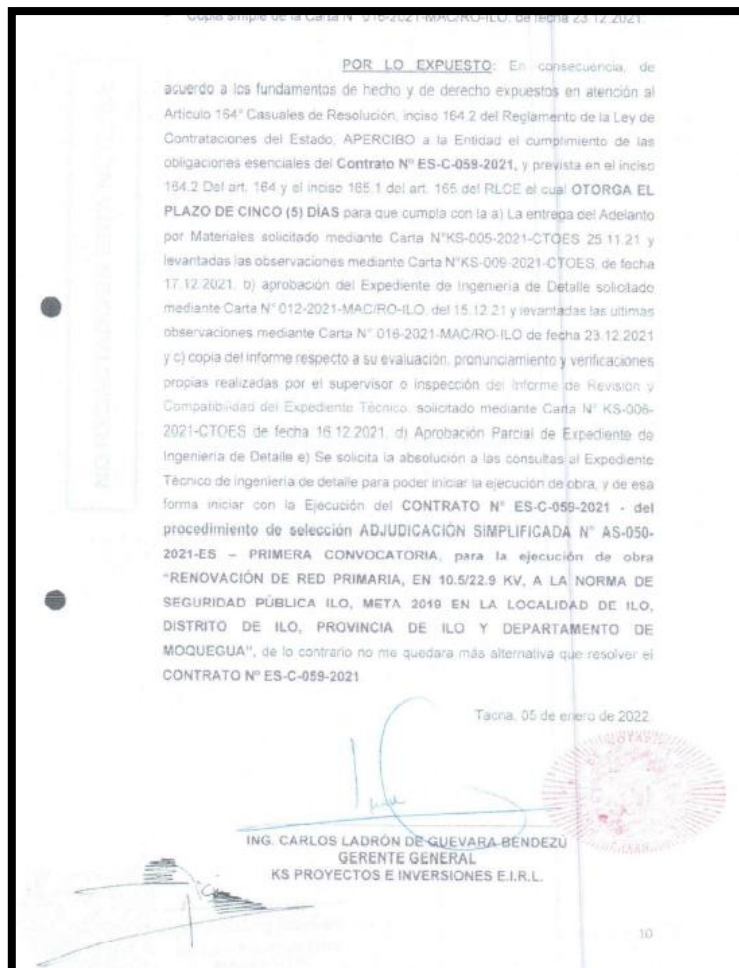 - Copia simple de la Carta N° 016-2021-MAC/RO-ILO, de fecha 23.12.2021.
POR LO EXPUESTO: En consecuencia, de
acuerdo a los fundamentos de hecho y de derecho expuestos en atención al
Artículo 164° Casuales de Resolución, inciso 164.2 del Reglamento de la Ley de
Contrataciones del Estado, APERCIBO a la Entidad el cumplimiento de las
obligaciones esenciales del Contrato N° ES-C-059-2021, y prevista en el inciso
164.2 Del art. 164 y el inciso 165.1 del art. 165 del RLCE el cual OTORGA EL
PLAZO DE CINCO (5) DÍAS para que cumpla con la a) La entrega del Adelanto
por Materiales solicitado mediante Carta N°KS-005-2021-CTOES 25.11.21 y
levantadas las observaciones mediante Carta N°KS-009-2021-CTOES, de fecha
17.12.2021, b) aprobación del Expediente de Ingeniería de Detalle solicitado
mediante Carta N° 012-2021-MAC/RO-ILO, del 15.12.21 y levantadas las ultimas
observaciones mediante Carta N° 016-2021-MAC/RO-ILO de fecha 23.12.2021
y c) copia del informe respecto a su evaluación, pronunciamiento y verificaciones
propias realizadas por el supervisor o inspección del Informe de Revisión y
Compatibilidad del Expediente Técnico, solicitado mediante Carta N° KS-006-
2021-CTOES de fecha 16.12.2021, d) Aprobación Parcial de Expediente de
Ingeniería de Detalle e) Se solicita la absolución a las consultas al Expediente
Técnico de ingeniería de detalle para poder iniciar la ejecución de obra, y de esa
forma iniciar con la Ejecución del CONTRATO N° ES-C-059-2021 - del
procedimiento de selección ADJUDICACIÓN SIMPLIFICADA N° AS-050-
2021-ES – PRIMERA CONVOCATORIA, para la ejecución de obra
"RENOVACIÓN DE RED PRIMARIA, EN 10.5/22.9 KV, A LA NORMA DE
SEGURIDAD PÚBLICA ILO, META 2019 EN LA LOCALIDAD DE ILO,
DISTRITO DE ILO, PROVINCIA DE ILO Y DEPARTAMENTO DE
MOQUEGUA", de lo contrario no me quedara más alternativa que resolver el
CONTRATO N° ES-C-059-2021
Tacna, 05 de enero de 2022
ING. CARLOS LADRÓN DE GUEVARA BENDEZÚ
GERENTE GENERAL
KS PROYECTOS E INVERSIONES E.I.R.L.
10